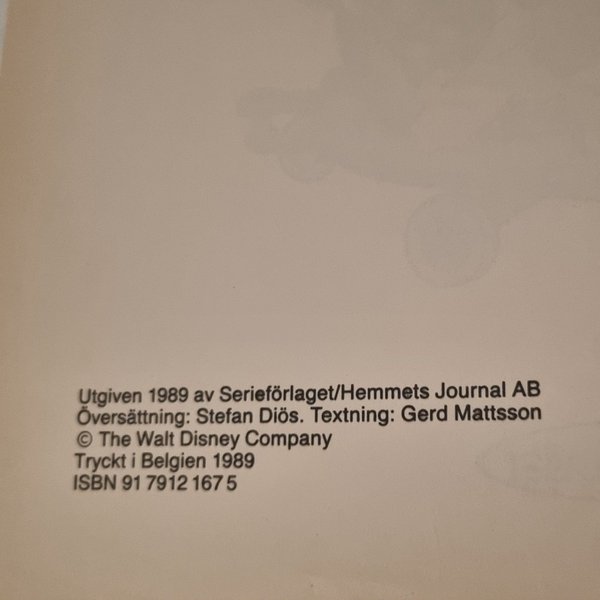 Utgiven 1989 av Serieförlaget/Hemmets Journal AB
Översättning: Stefan Diös. Textning: Gerd Mattsson
© The Walt Disney Company
Tryckt i Belgien 1989
ISBN 91 7912 167 5